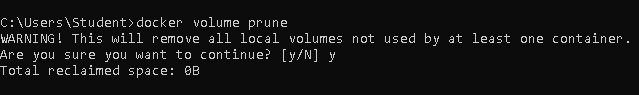 C:\Users\Student>docker volume prune
WARNING! This will remove all local volumes not used by at least one container.
Are you sure you want to continue? [y/N] y
Total reclaimed space: 0B